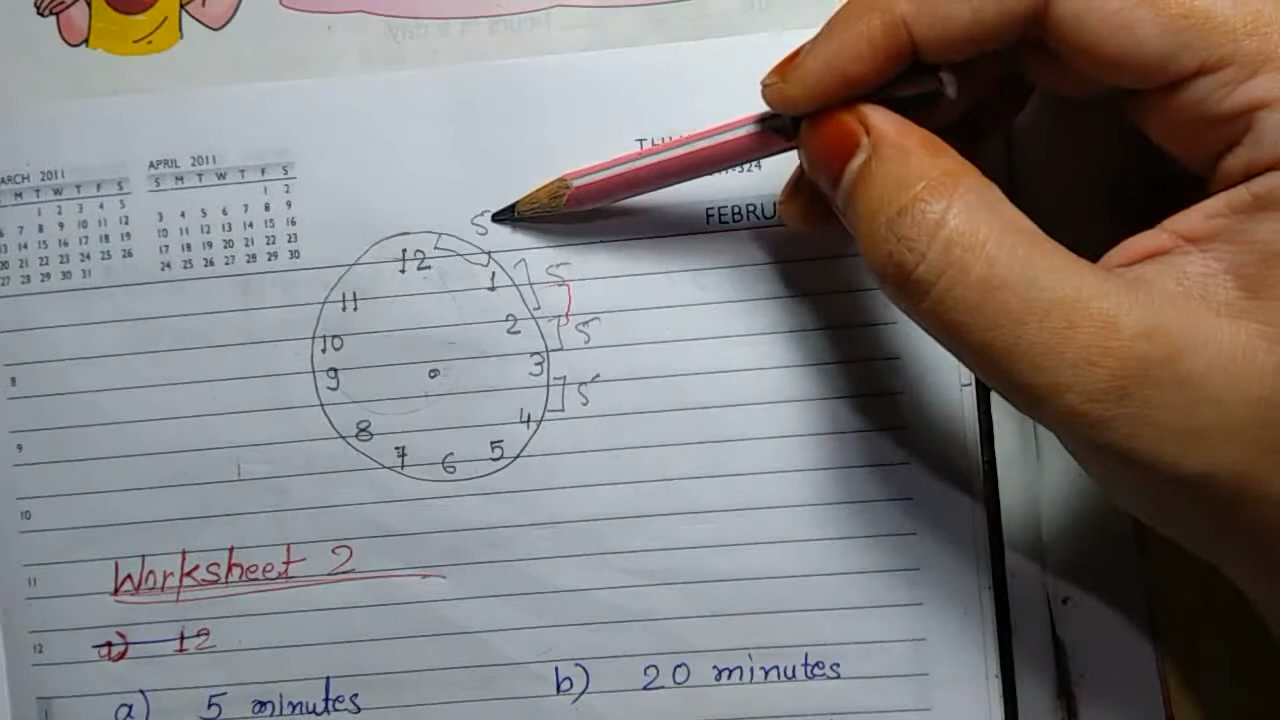 hours in a day
MARCH 2011
M T W T F S
1 2 3 4 5
6 7 8 9 10 11 12
13 14 15 16 17 18 19
20 21 22 23 24 25 26
27 28 29 30 31
APRIL 2011
S M T W T F S
1 2
3 4 5 6 7 8 9
10 11 12 13 14 15 16
17 18 19 20 21 22 23
24 25 26 27 28 29 30
FEBRU
5
12
1 5
11
2 5
10
3
9
4 5
8
5
7 6
8
9
10
11
12
Worksheet 2
a) 12
a) 5 minutes
b) 20 minutes